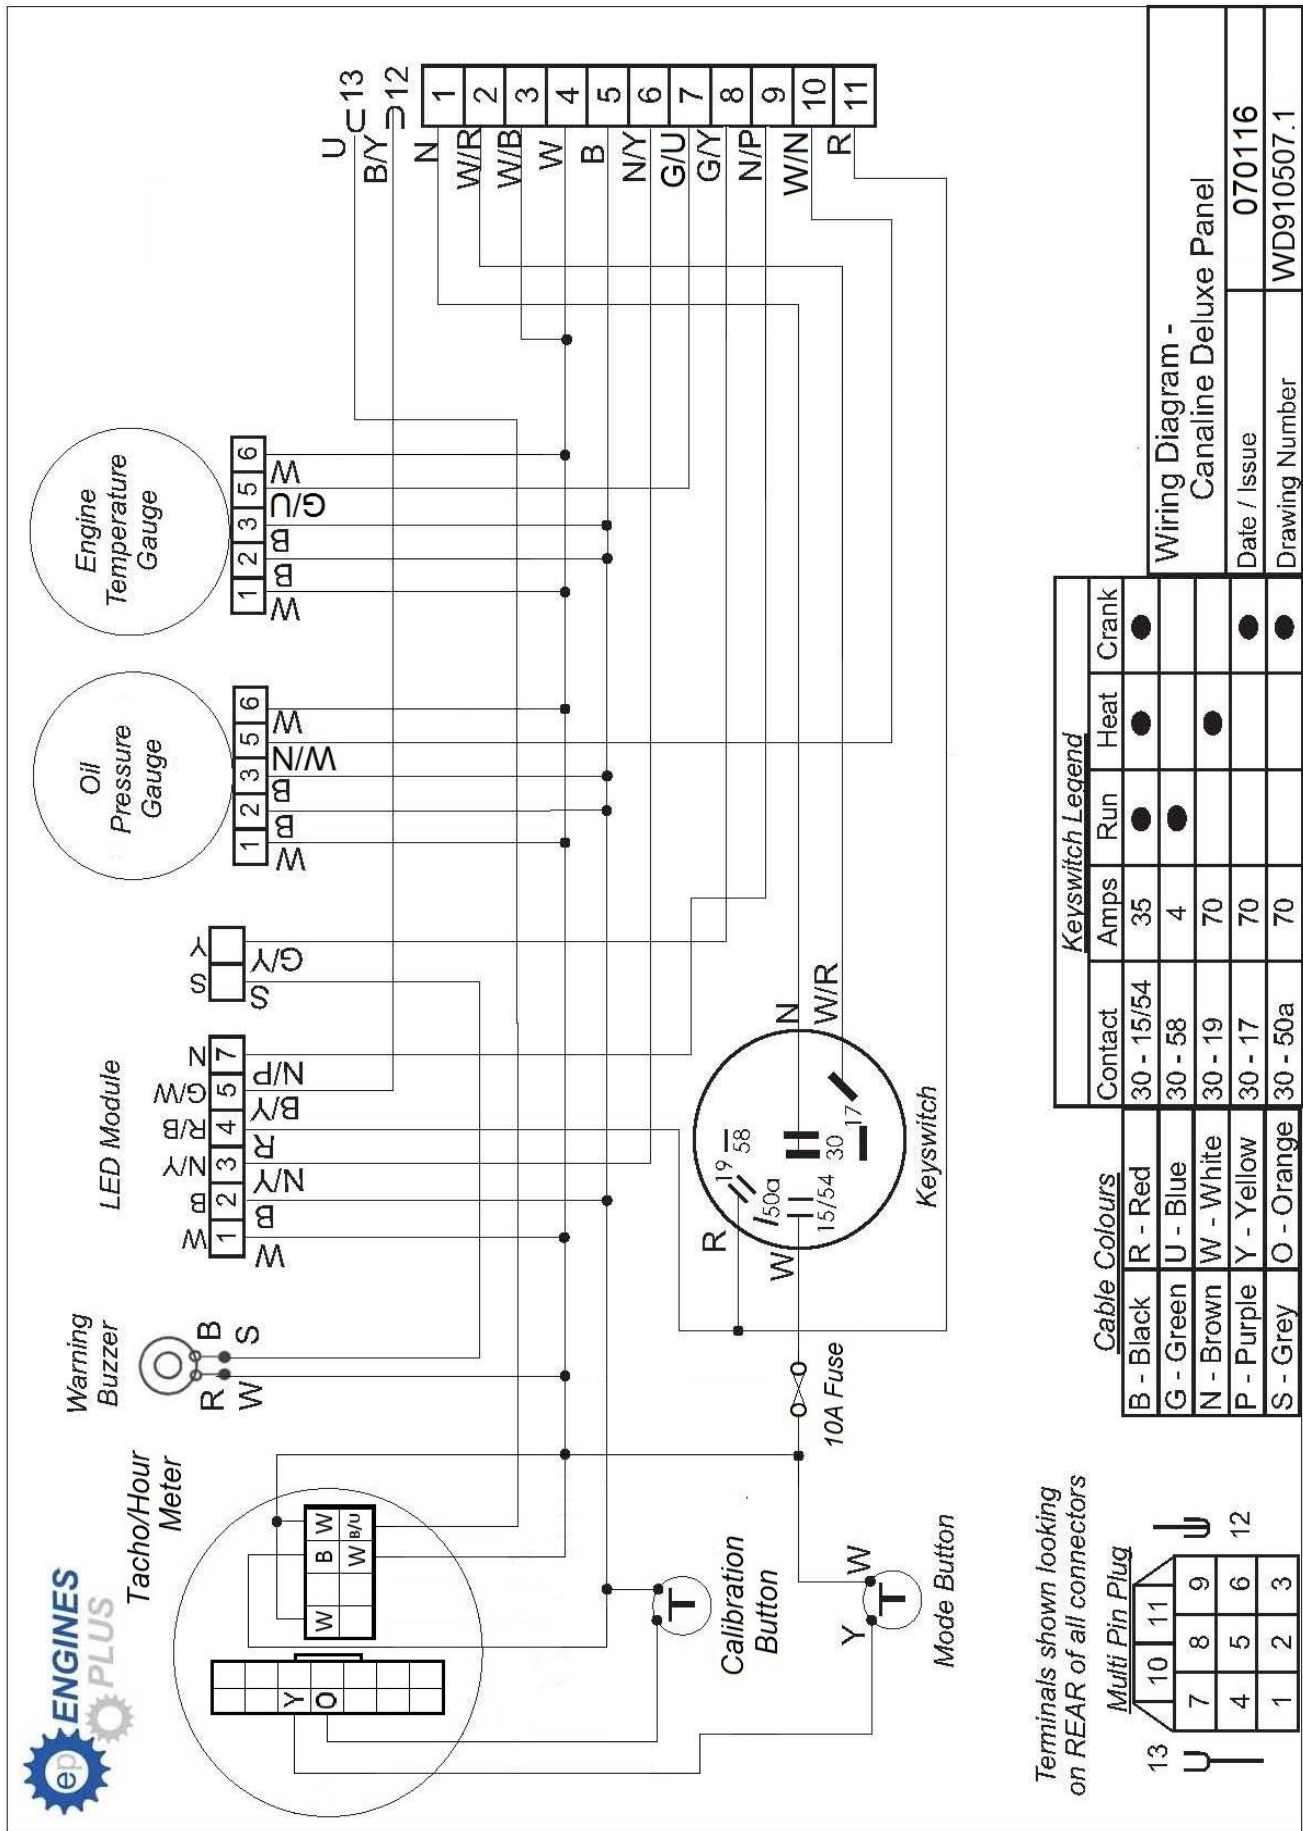 ep ENGINES
PLUS
Tacho/Hour
Meter
W
B
W
W
B/U
Y
O
Warning
Buzzer
R B
W S
LED Module
W B N/Y R/B G/W N
1 2 3 4 5 7
W B N/Y R B/Y N/P
S Y
S G/Y
Oil
Pressure
Gauge
1 2 3 5 6
W B B W/N W
Engine
Temperature
Gauge
1 2 3 5 6
W B B G/U W
U 13
B/Y 12
N 1
W/R 2
W/B 3
W 4
B 5
N/Y 6
G/U 7
G/Y 8
N/P 9
W/N 10
R 11
Calibration
Button
T
Mode Button
Y W
T
10A Fuse
Keyswitch
R
W
N
W/R
19
58
50a
30
15/54
17
Terminals shown looking
on REAR of all connectors
Multi Pin Plug
13 12
10 11
7 8 9
4 5 6
1 2 3
Cable Colours
B - Black R - Red
G - Green U - Blue
N - Brown W - White
P - Purple Y - Yellow
S - Grey O - Orange
Keyswitch Legend
Contact Amps Run Heat Crank
30 - 15/54 35
30 - 58 4
30 - 19 70
30 - 17 70
30 - 50a 70
Wiring Diagram -
Canaline Deluxe Panel
Date / Issue 070116
Drawing Number WD910507.1